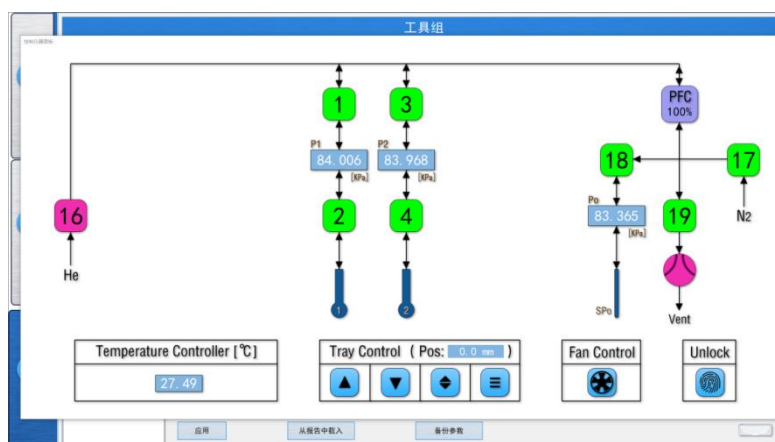 工具组
1
3
PFC
100%
P1
84.006
[KPa]
P2
83.968
[KPa]
18
17
Po
83.365
[KPa]
16
2
4
19
N2
He
1
2
SPo
Vent
Temperature Controller [℃]
27.49
Tray Control ( Pos: 0.0 mm )
Fan Control
Unlock
应用
从报告中载入
备份参数